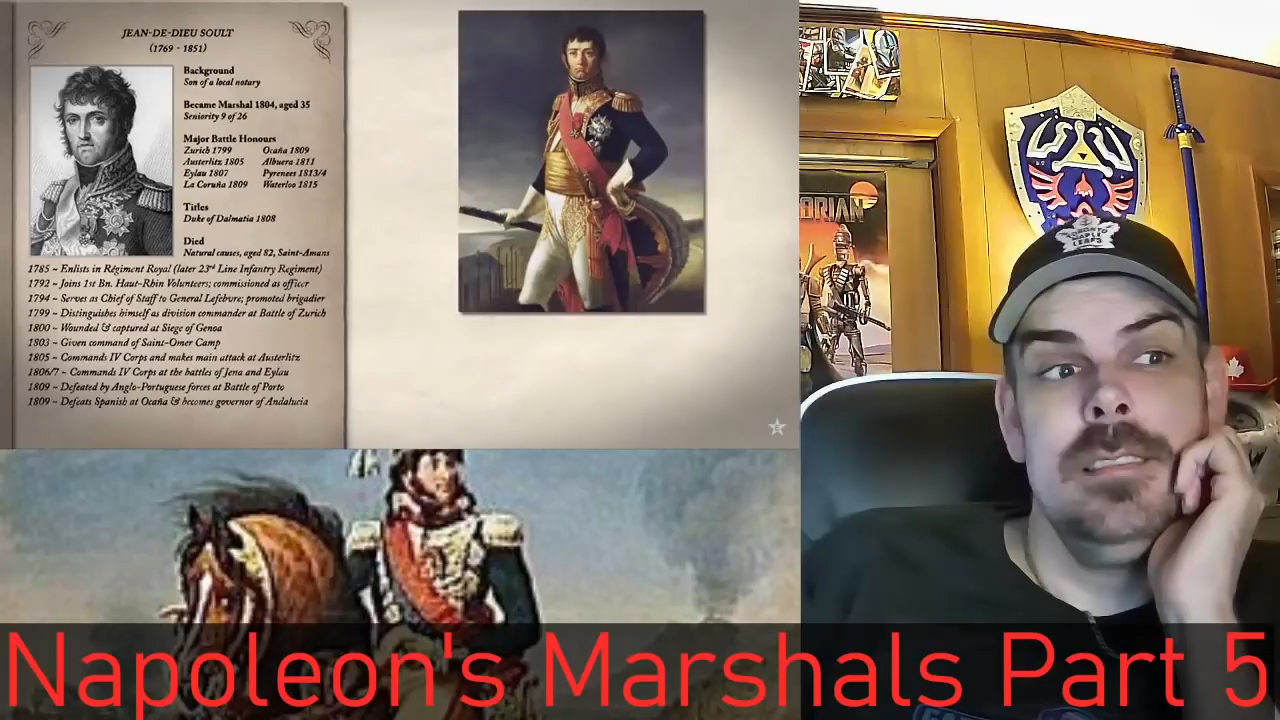 JEAN-DE-DIEU SOULT
(1769 - 1851)
Background
Son of a local notary
Became Marshal 1804, aged 35
Seniority 9 of 26
Major Battle Honours
Zurich 1799 Ocaña 1809
Austerlitz 1805 Albuera 1811
Eylau 1807 Pyrenees 1813/4
La Coruña 1809 Waterloo 1815
Titles
Duke of Dalmatia 1808
Died
Natural causes, aged 82, Saint-Amans
1785 ~ Enlists in Régiment Royal (later 23rd Line Infantry Regiment)
1792 ~ Joins 1st Bn. Haut-Rhin Volunteers; commissioned as officer
1794 ~ Serves as Chief of Staff to General Lefebvre; promoted brigadier
1799 ~ Distinguishes himself as division commander at Battle of Zurich
1800 ~ Wounded & captured at Siege of Genoa
1803 ~ Given command of Saint-Omer Camp
1805 ~ Commands IV Corps and makes main attack at Austerlitz
1806/7 ~ Commands IV Corps at the battles of Jena and Eylau
1809 ~ Defeated by Anglo-Portuguese forces at Battle of Porto
1809 ~ Defeats Spanish at Ocaña & becomes governor of Andalucia
ORIAN
TORONTO
MAPLE
LEAFS
Napoleon's Marshals Part 5